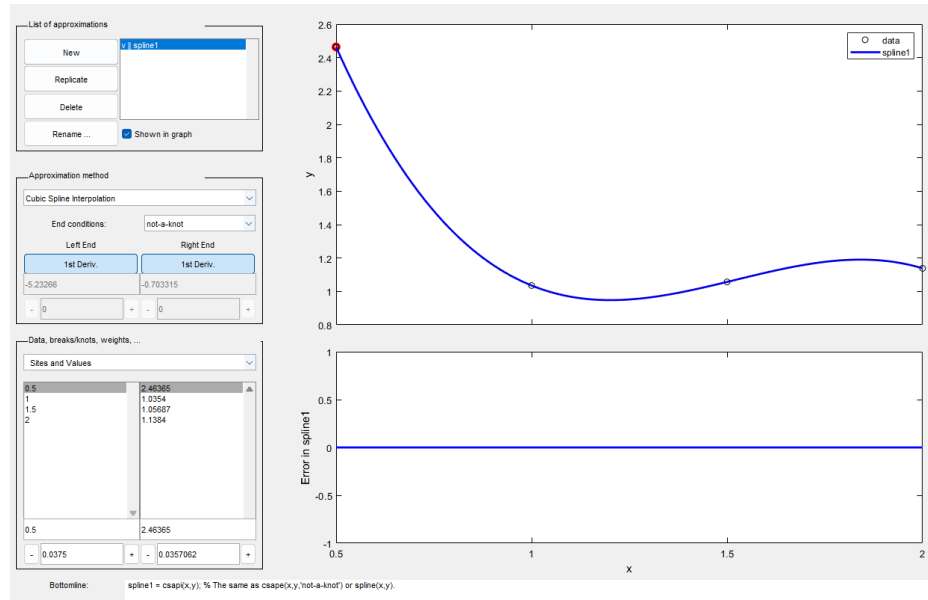 List of approximations
New
v || spline1
Replicate
Delete
Rename ...
Shown in graph
Approximation method
Cubic Spline Interpolation
End conditions:
not-a-knot
Left End
Right End
1st Deriv.
1st Deriv.
-5.23266
-0.703315
- 0 +
- 0 +
Data, breaks/knots, weights, ...
Sites and Values
0.5 2.46365
1 1.0354
1.5 1.05687
2 1.1384
0.5 2.46365
- 0.0375 +
- 0.0357062 +
Bottomline:
spline1 = csapi(x,y); % The same as csape(x,y,'not-a-knot') or spline(x,y).
2.6
2.4
2.2
2
1.8
1.6
1.4
1.2
1
0.8
y
data
spline1
1
0.5
0
-0.5
-1
Error in spline1
0.5 1 1.5 2
x